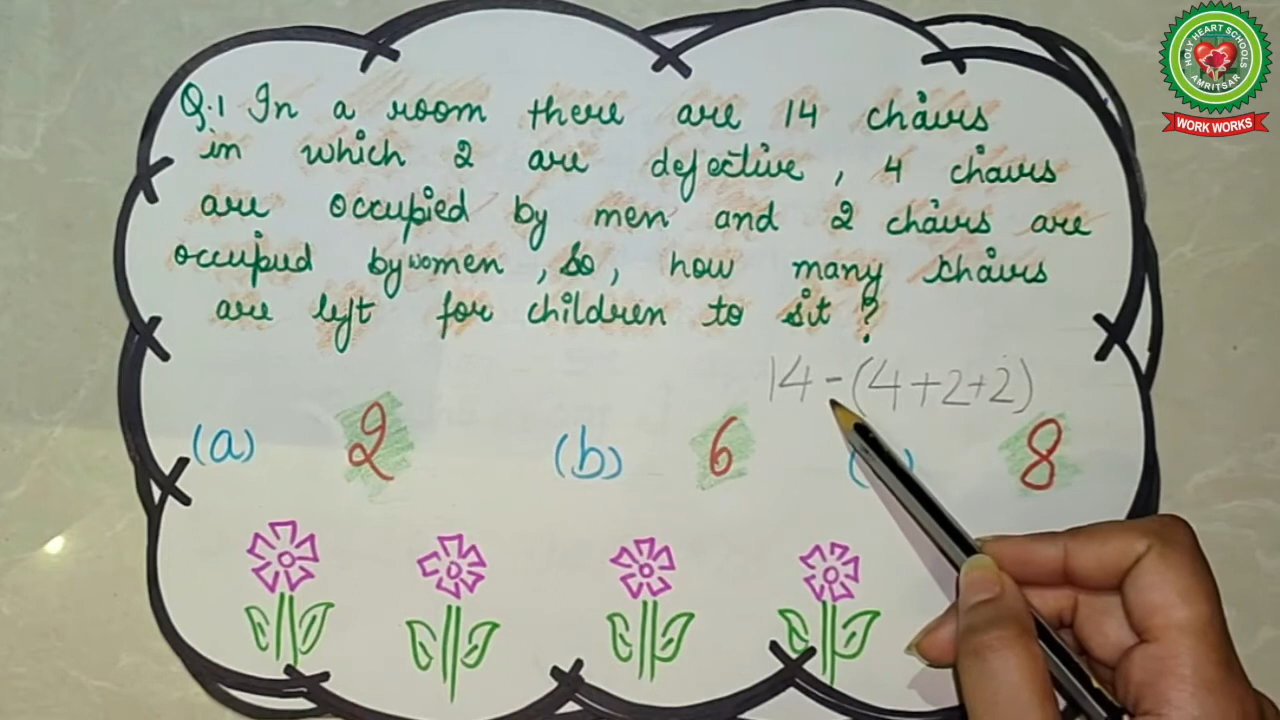 Q.1 In a room there are 14 chairs
in which 2 are defective, 4 chairs
are occupied by men and 2 chairs are
occupied by women, so, how many chairs
are left for children to sit?
14-(4+2+2)
(a) 2 (b) 6 ( ) 8
HOLY HEART SCHOOLS
AMRITSAR
WORK WORKS